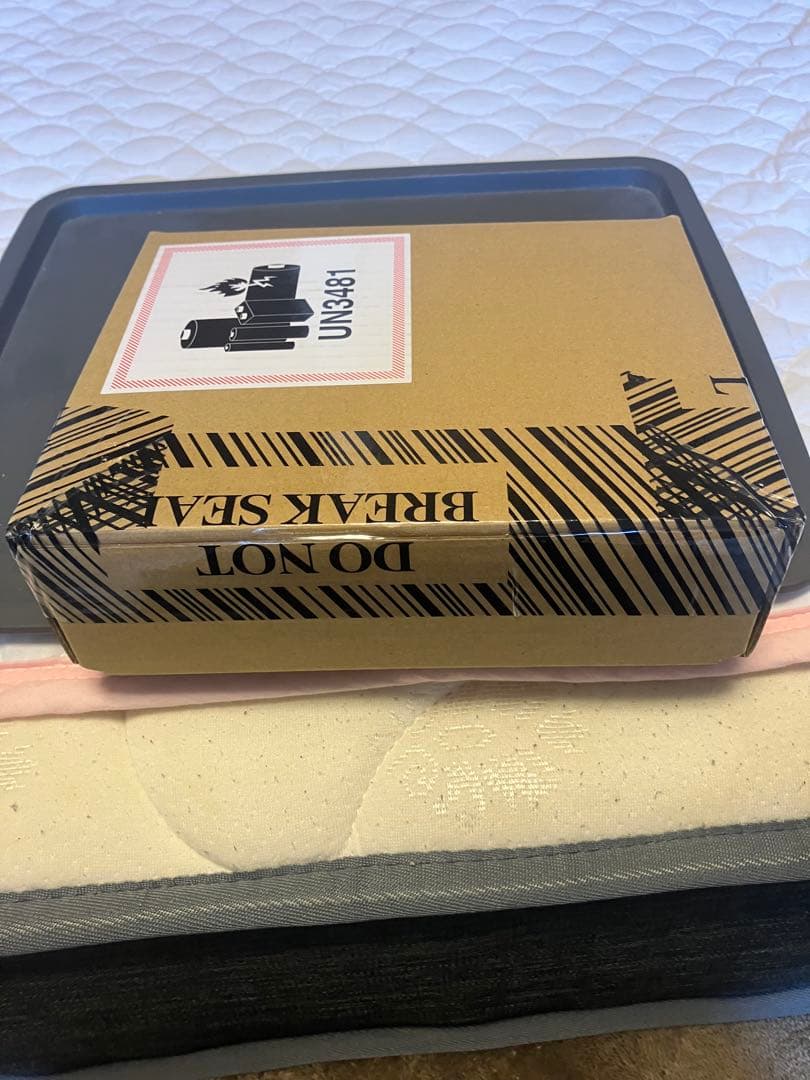 UN3481
DO NOT
BREAK SEAL